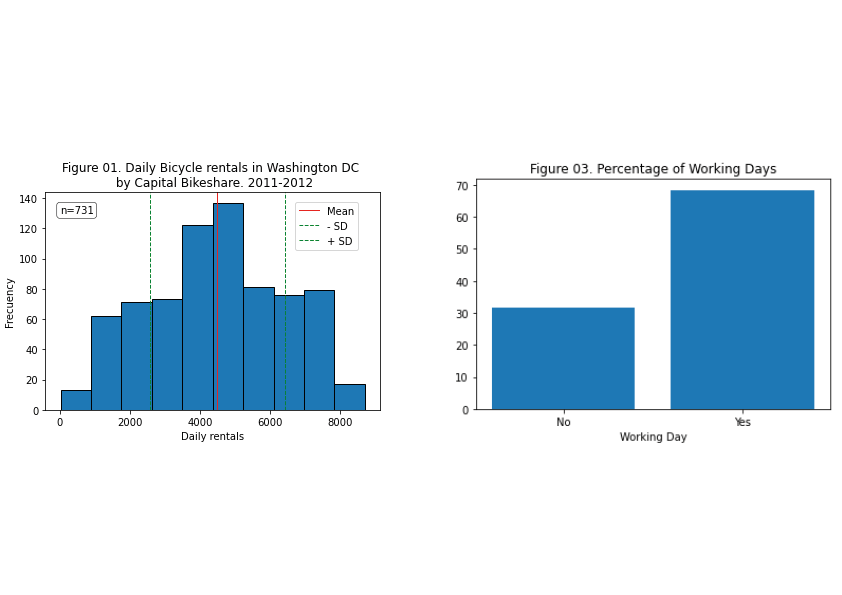 Figure 01. Daily Bicycle rentals in Washington DC
by Capital Bikeshare. 2011-2012
140
120
100
80
60
40
20
0
Frecuency
n=731
Mean
- SD
+ SD
0 2000 4000 6000 8000
Daily rentals
Figure 03. Percentage of Working Days
70
60
50
40
30
20
10
0
No Yes
Working Day